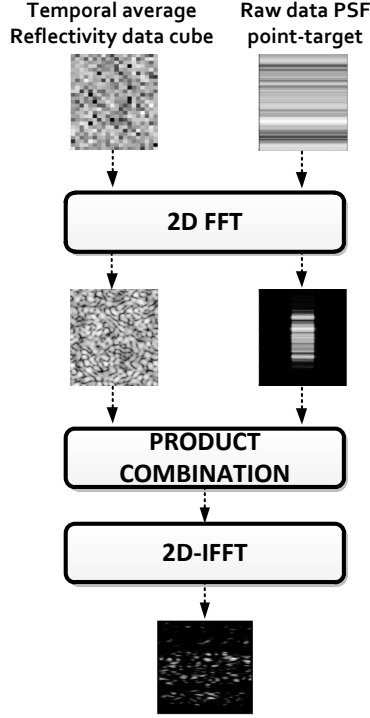 Temporal average
Reflectivity data cube
Raw data PSF
point-target
2D FFT
PRODUCT
COMBINATION
2D-IFFT